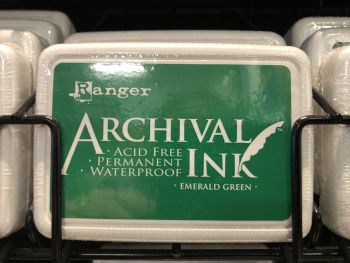 Ranger
ARCHIVAL
· ACID FREE
· PERMANENT
· WATERPROOF
INK
· EMERALD GREEN ·